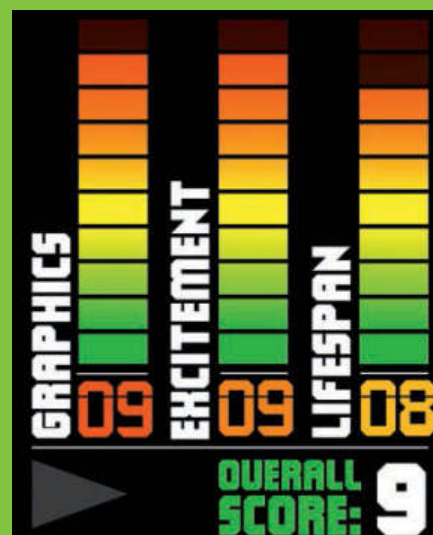 GRAPHICS
09
EXCITEMENT
09
LIFESPAN
08
OVERALL
SCORE: 9